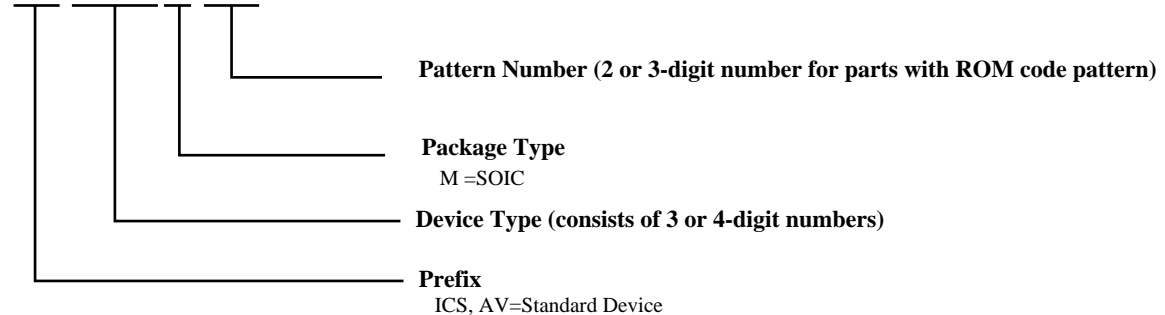 Pattern Number (2 or 3-digit number for parts with ROM code pattern)
Package Type
M =SOIC
Device Type (consists of 3 or 4-digit numbers)
Prefix
ICS, AV=Standard Device